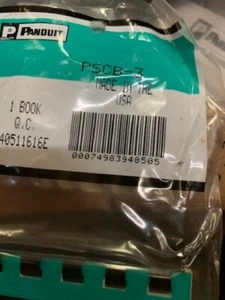 PANDUIT
PSCB-3
MADE IN THE
USA
1 BOOK
Q.C.
40511616E
00074983948505